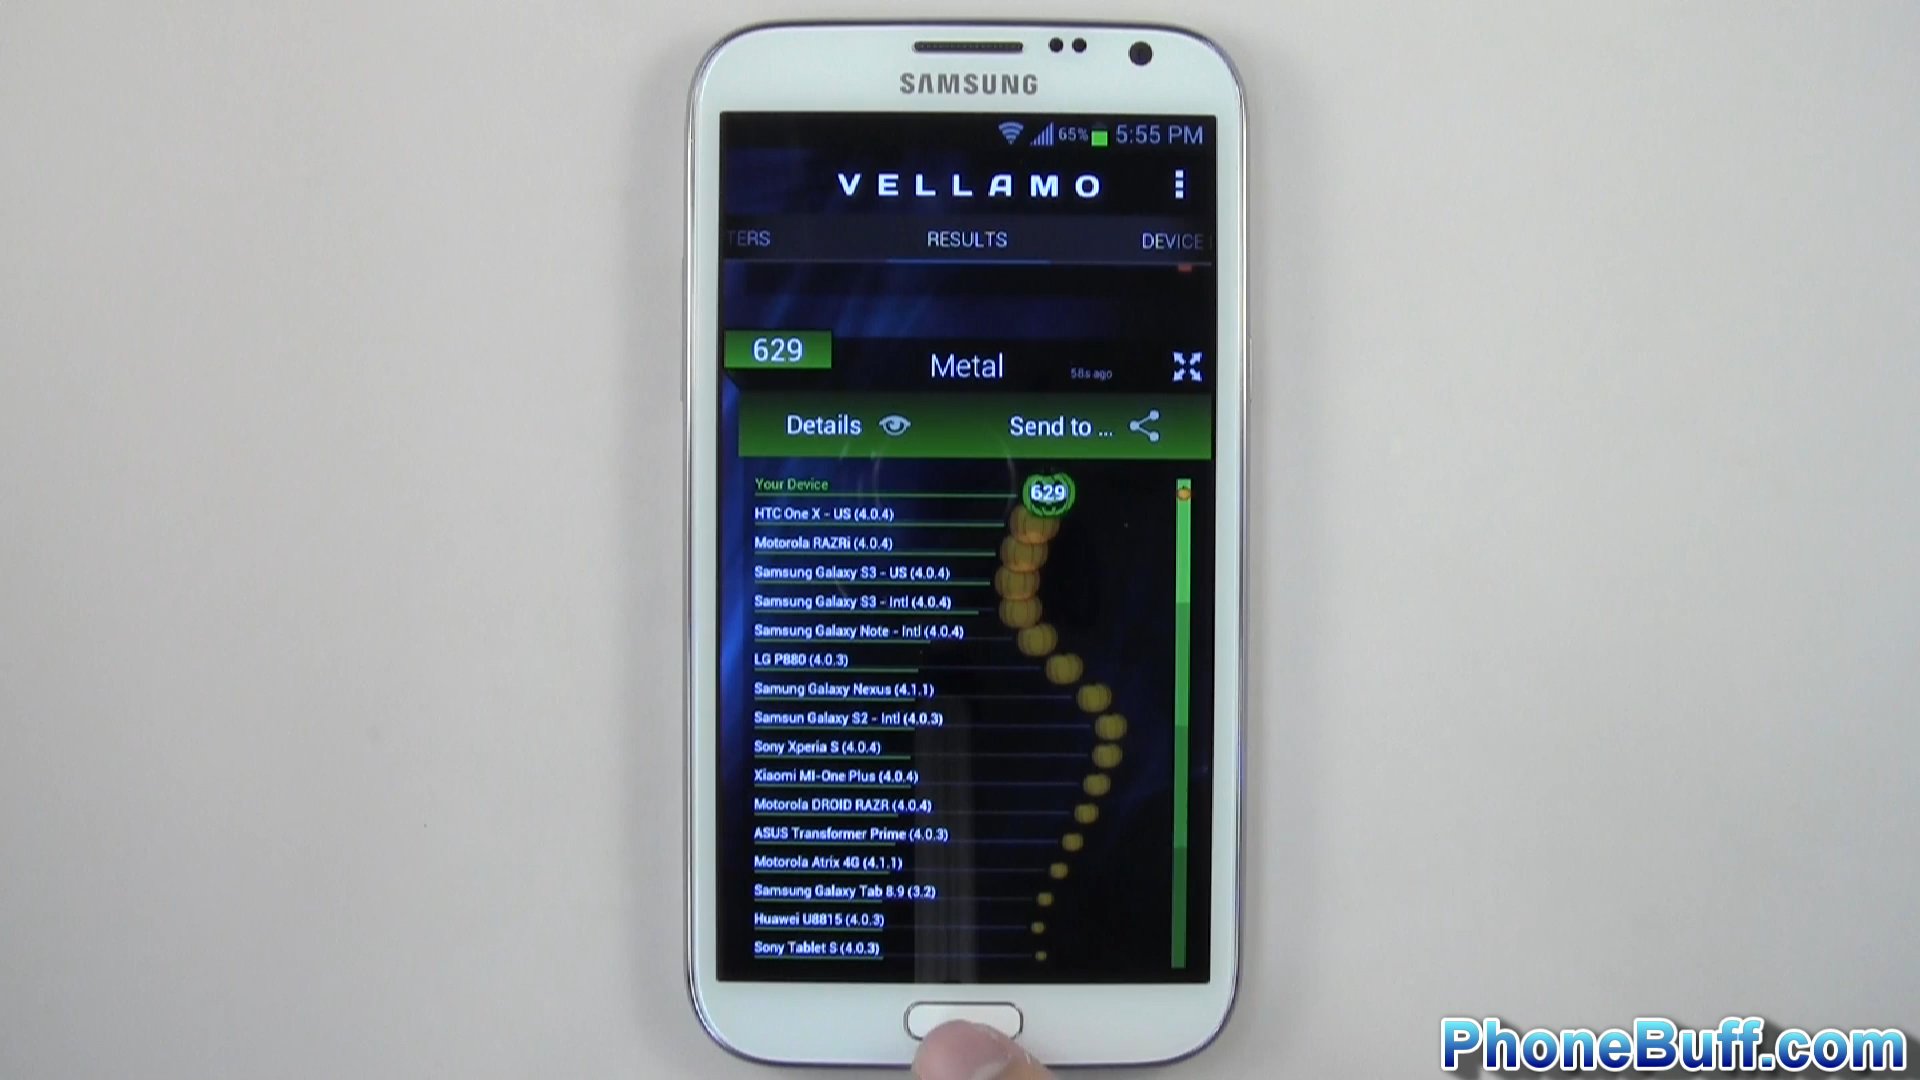 SAMSUNG
65% 5:55 PM
VELLAMO
TERS RESULTS DEVICE
629 Metal 58s ago
Details Send to ...
Your Device 629
HTC One X - US (4.0.4)
Motorola RAZRi (4.0.4)
Samsung Galaxy S3 - US (4.0.4)
Samsung Galaxy S3 - Intl (4.0.4)
Samsung Galaxy Note - Intl (4.0.4)
LG P880 (4.0.3)
Samung Galaxy Nexus (4.1.1)
Samsun Galaxy S2 - Intl (4.0.3)
Sony Xperia S (4.0.4)
Xiaomi MI-One Plus (4.0.4)
Motorola DROID RAZR (4.0.4)
ASUS Transformer Prime (4.0.3)
Motorola Atrix 4G (4.1.1)
Samsung Galaxy Tab 8.9 (3.2)
Huawei U8815 (4.0.3)
Sony Tablet S (4.0.3)
PhoneBuff.com